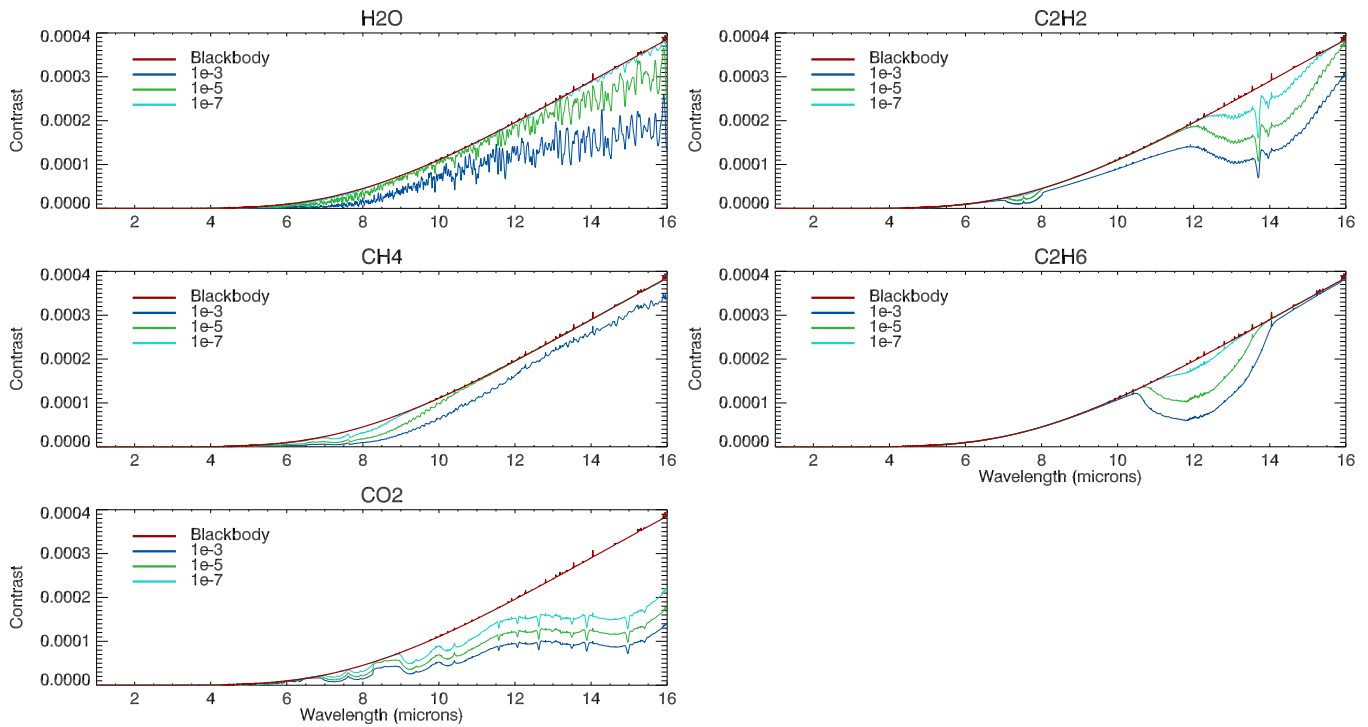 H2O
Contrast
0.0004
0.0003
0.0002
0.0001
0.0000
Blackbody
1e-3
1e-5
1e-7
2 4 6 8 10 12 14 16
C2H2
Contrast
0.0004
0.0003
0.0002
0.0001
0.0000
Blackbody
1e-3
1e-5
1e-7
2 4 6 8 10 12 14 16
CH4
Contrast
0.0004
0.0003
0.0002
0.0001
0.0000
Blackbody
1e-3
1e-5
1e-7
2 4 6 8 10 12 14 16
C2H6
Contrast
0.0004
0.0003
0.0002
0.0001
0.0000
Blackbody
1e-3
1e-5
1e-7
2 4 6 8 10 12 14 16
Wavelength (microns)
CO2
Contrast
0.0004
0.0003
0.0002
0.0001
0.0000
Blackbody
1e-3
1e-5
1e-7
2 4 6 8 10 12 14 16
Wavelength (microns)